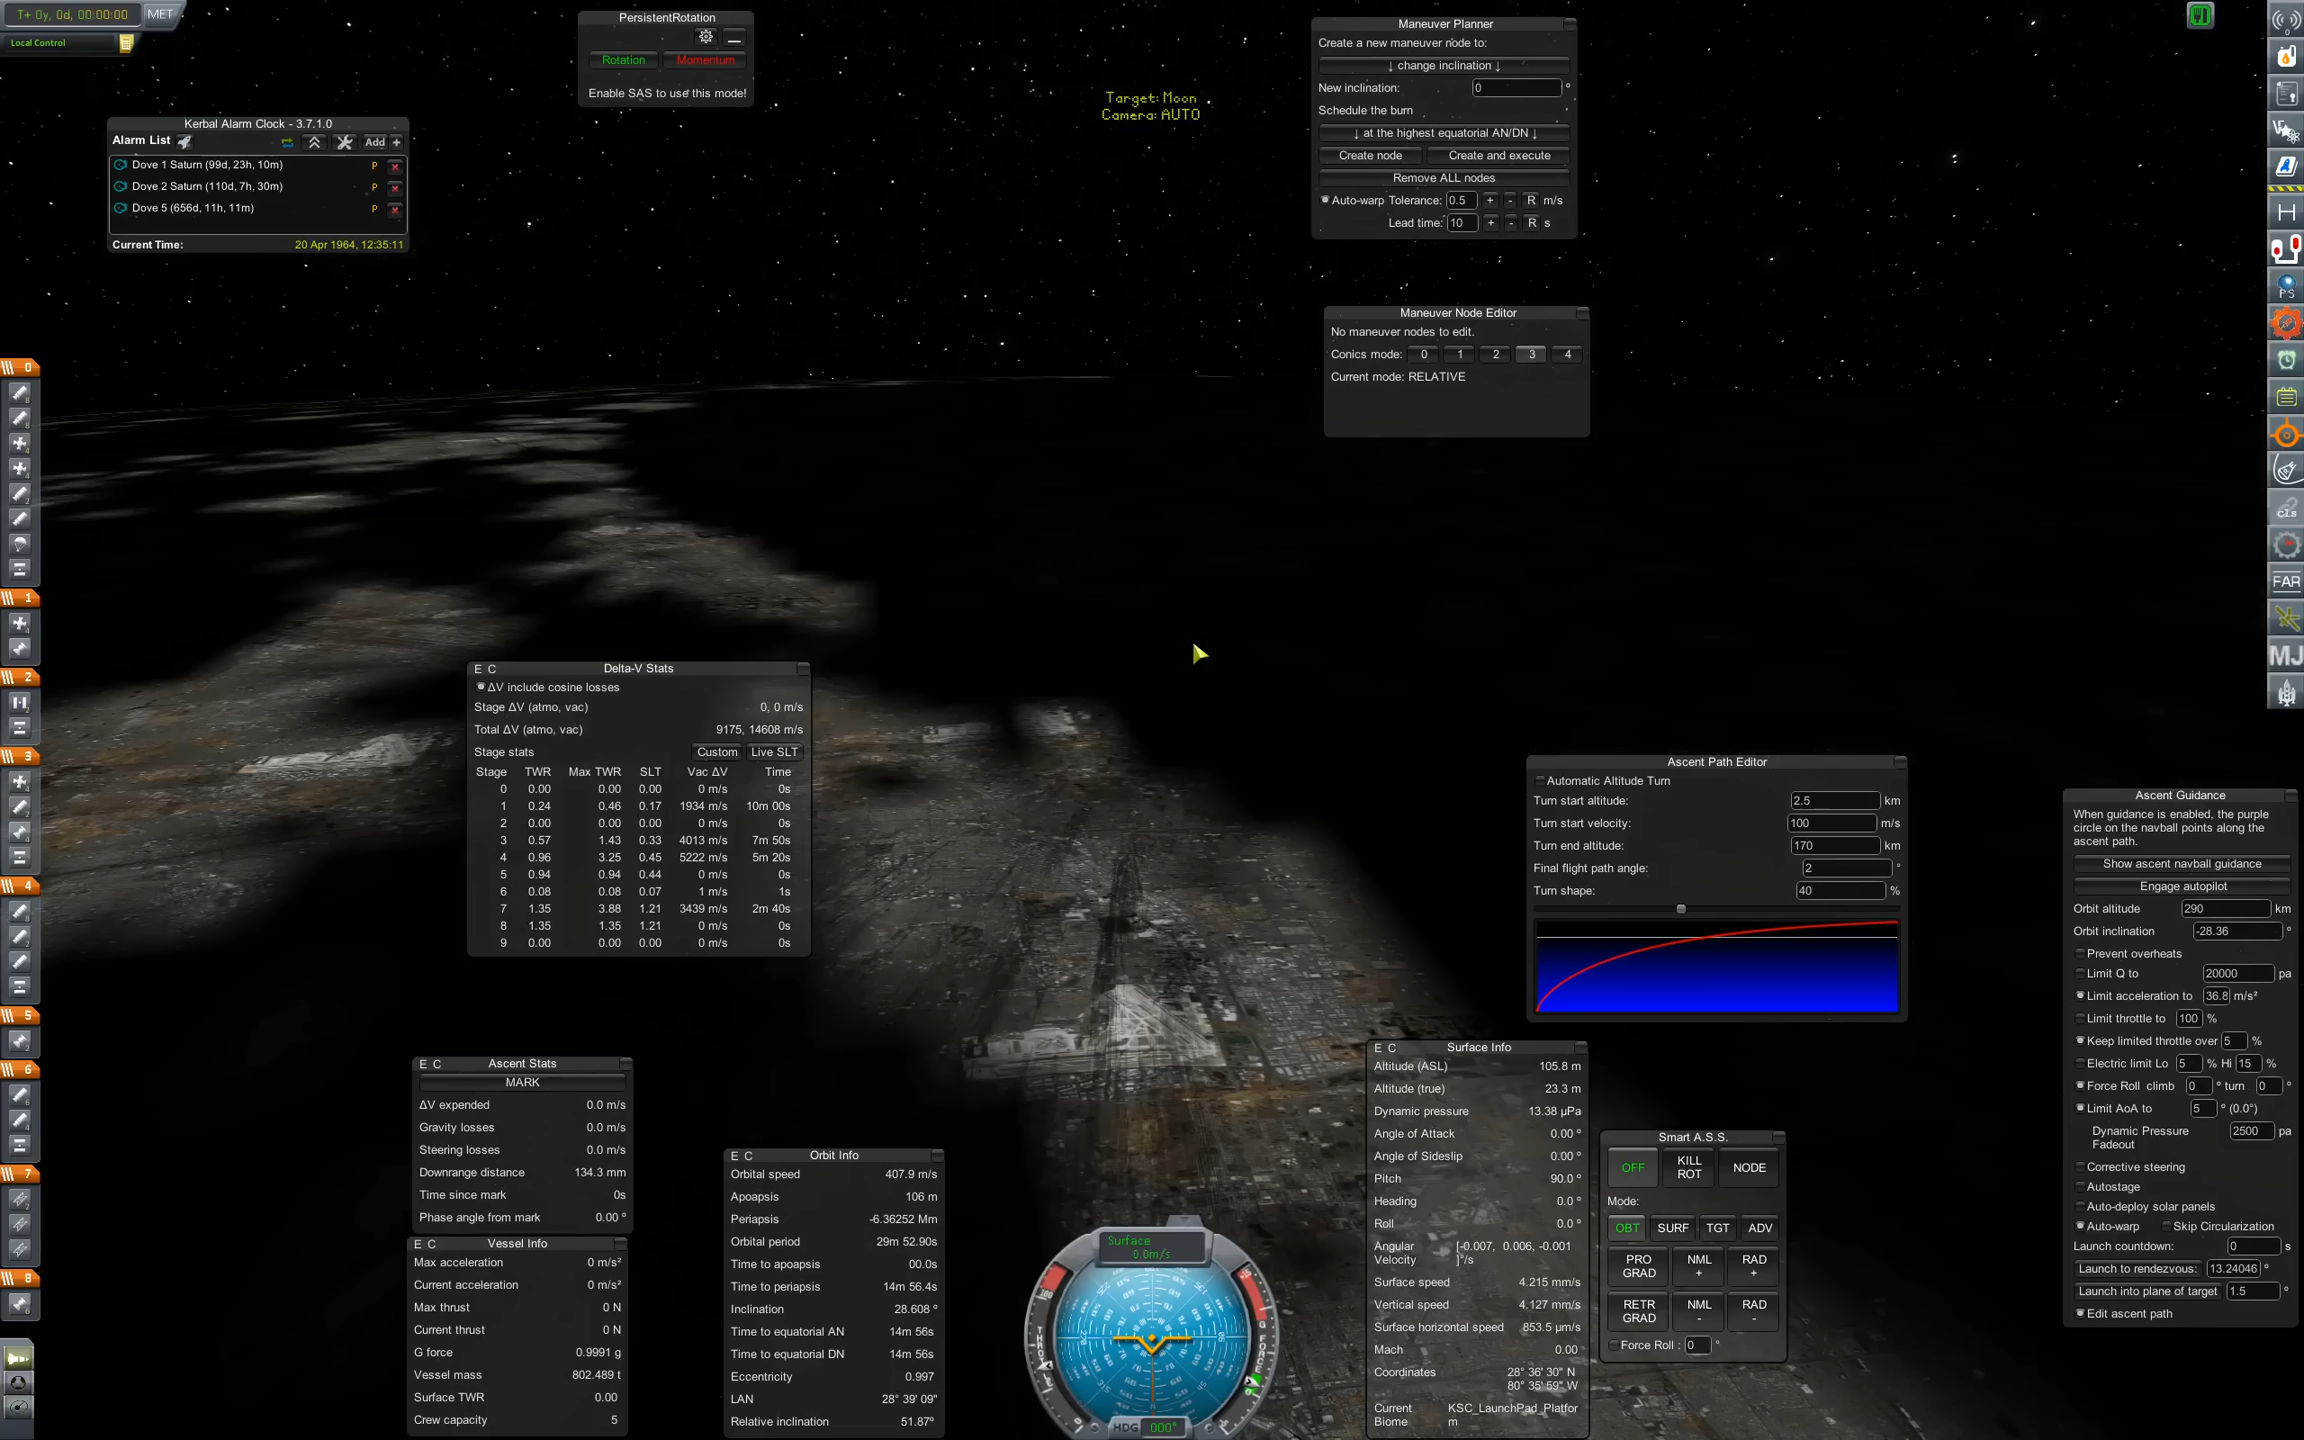 T+ 0y, 0d, 00:00:00 MET
Local Control
PersistentRotation
Rotation Momentum
Enable SAS to use this mode!
Target: Moon
Camera: AUTO
Kerbal Alarm Clock - 3.7.1.0
Alarm List Add +
Dove 1 Saturn (99d, 23h, 10m) P
Dove 2 Saturn (110d, 7h, 30m) P
Dove 5 (656d, 11h, 11m) P
Current Time: 20 Apr 1964, 12:35:11
Maneuver Planner
Create a new maneuver node to:
↓ change inclination ↓
New inclination: 0 °
Schedule the burn
↓ at the highest equatorial AN/DN ↓
Create node Create and execute
Remove ALL nodes
Auto-warp Tolerance: 0.5 + - R m/s
Lead time: 10 + - R s
Maneuver Node Editor
No maneuver nodes to edit.
Conics mode: 0 1 2 3 4
Current mode: RELATIVE
0
1
2
3
4
5
6
7
8
PS
cls
FAR
MJ
E C Delta-V Stats
ΔV include cosine losses
Stage ΔV (atmo, vac) 0, 0 m/s
Total ΔV (atmo, vac) 9175, 14608 m/s
Stage stats Custom Live SLT
Stage TWR Max TWR SLT Vac ΔV Time
0 0.00 0.00 0.00 0 m/s 0s
1 0.24 0.46 0.17 1934 m/s 10m 00s
2 0.00 0.00 0.00 0 m/s 0s
3 0.57 1.43 0.33 4013 m/s 7m 50s
4 0.96 3.25 0.45 5222 m/s 5m 20s
5 0.94 0.94 0.44 0 m/s 0s
6 0.08 0.08 0.07 1 m/s 1s
7 1.35 3.88 1.21 3439 m/s 2m 40s
8 1.35 1.35 1.21 0 m/s 0s
9 0.00 0.00 0.00 0 m/s 0s
Ascent Path Editor
Automatic Altitude Turn
Turn start altitude: 2.5 km
Turn start velocity: 100 m/s
Turn end altitude: 170 km
Final flight path angle: 2 °
Turn shape: 40 %
Ascent Guidance
When guidance is enabled, the purple
circle on the navball points along the
ascent path.
Show ascent navball guidance
Engage autopilot
Orbit altitude 290 km
Orbit inclination -28.36 °
Prevent overheats
Limit Q to 20000 pa
Limit acceleration to 36.8 m/s²
Limit throttle to 100 %
Keep limited throttle over 5 %
Electric limit Lo 5 % Hi 15 %
Force Roll climb 0 ° turn 0 °
Limit AoA to 5 ° (0.0°)
Dynamic Pressure 2500 pa
Fadeout
Corrective steering
Autostage
Auto-deploy solar panels
Auto-warp Skip Circularization
Launch countdown: 0 s
Launch to rendezvous: 13.24046 °
Launch into plane of target 1.5 °
Edit ascent path
E C Ascent Stats
MARK
ΔV expended 0.0 m/s
Gravity losses 0.0 m/s
Steering losses 0.0 m/s
Downrange distance 134.3 mm
Time since mark 0s
Phase angle from mark 0.00 °
E C Vessel Info
Max acceleration 0 m/s²
Current acceleration 0 m/s²
Max thrust 0 N
Current thrust 0 N
G force 0.9991 g
Vessel mass 802.489 t
Surface TWR 0.00
Crew capacity 5
E C Orbit Info
Orbital speed 407.9 m/s
Apoapsis 106 m
Periapsis -6.36252 Mm
Orbital period 29m 52.90s
Time to apoapsis 00.0s
Time to periapsis 14m 56.4s
Inclination 28.608 °
Time to equatorial AN 14m 56s
Time to equatorial DN 14m 56s
Eccentricity 0.997
LAN 28° 39' 09"
Relative inclination 51.87°
Surface
0.0m/s
HDG 000°
E C Surface Info
Altitude (ASL) 105.8 m
Altitude (true) 23.3 m
Dynamic pressure 13.38 µPa
Angle of Attack 0.00 °
Angle of Sideslip 0.00 °
Pitch 90.0 °
Heading 0.0 °
Roll 0.0 °
Angular [-0.007, 0.006, -0.001
Velocity ]°/s
Surface speed 4.215 mm/s
Vertical speed 4.127 mm/s
Surface horizontal speed 853.5 µm/s
Mach 0.00
Coordinates 28° 36' 30" N
80° 35' 59" W
Current KSC_LaunchPad_Platfor
Biome m
Smart A.S.S.
OFF KILL ROT NODE
Mode:
OBT SURF TGT ADV
PRO GRAD NML + RAD +
RETR GRAD NML - RAD -
Force Roll : 0 °